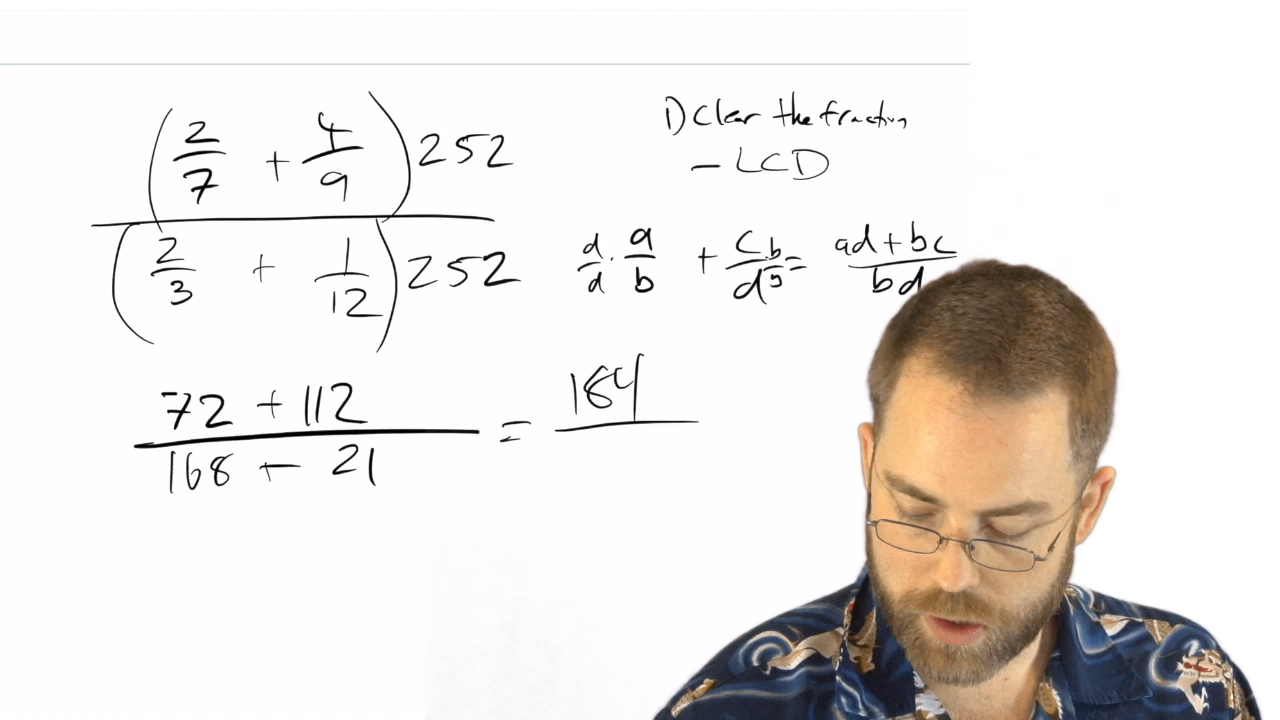 (2/7 + 4/9) 252
(2/3 + 1/12) 252
1) Clear the fraction
- LCD
d/d · a/b + c/d b/b = ad + bc / bd
72 + 112
168 + 21
= 184